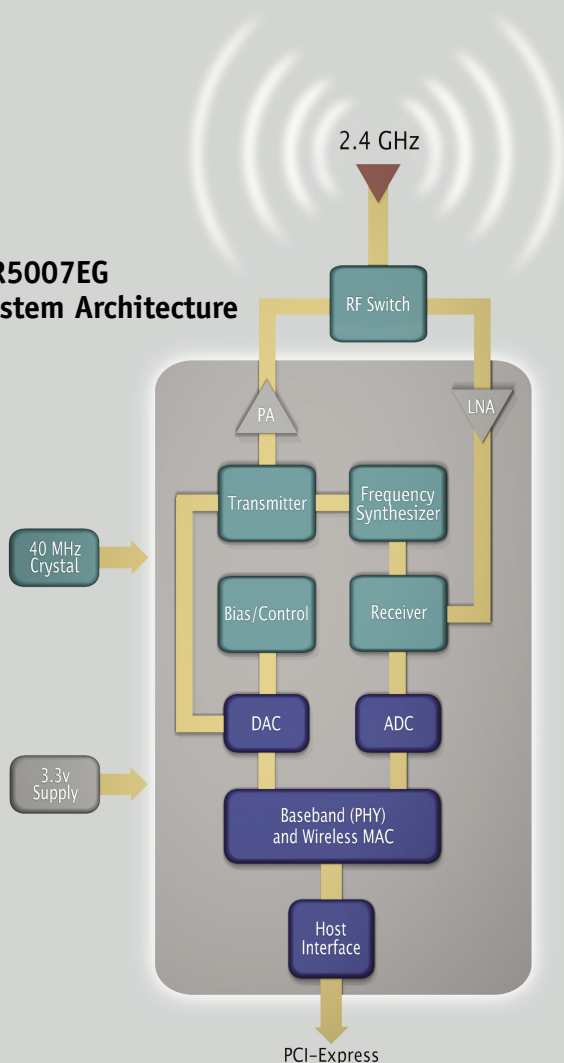 2.4 GHz
R5007EG
stem Architecture
RF Switch
PA
LNA
Transmitter
Frequency
Synthesizer
40 MHz
Crystal
Bias/Control
Receiver
DAC
ADC
3.3v
Supply
Baseband (PHY)
and Wireless MAC
Host
Interface
PCI-Express